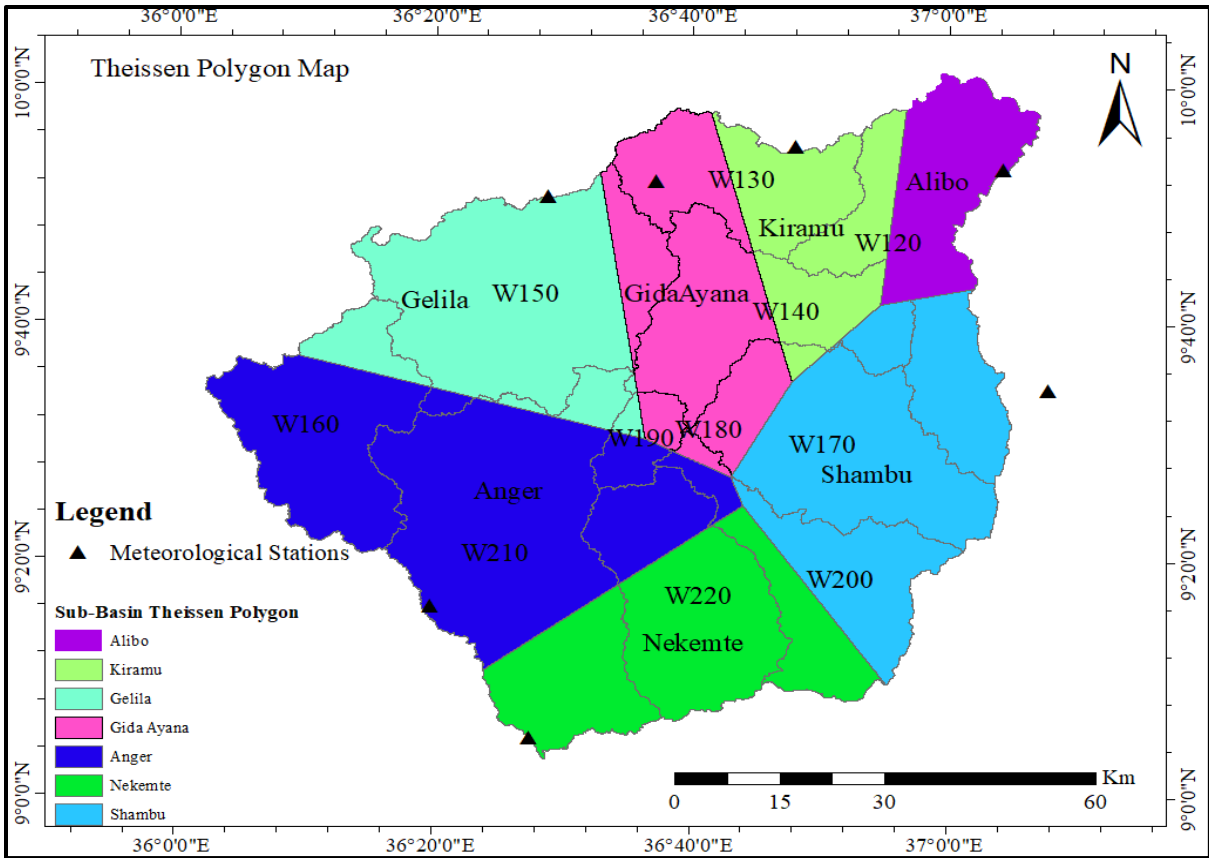 36°0'0"E 36°20'0"E 36°40'0"E 37°0'0"E
Theissen Polygon Map
N
10°0'0"N 10°0'0"N
W130
Alibo
Kiramu
W120
Gelila W150 Gida Ayana
W140
9°40'0"N 9°40'0"N
W160 W190 W180 W170
Shambu
Anger
Legend
Meteorological Stations
W210
W200
9°20'0"N 9°20'0"N
W220
Nekemte
Sub-Basin Theissen Polygon
Alibo
Kiramu
Gelila
Gida Ayana
Anger
Nekemte
Shambu
Km
0 15 30 60
9°0'0"N 9°0'0"N
36°0'0"E 36°20'0"E 36°40'0"E 37°0'0"E